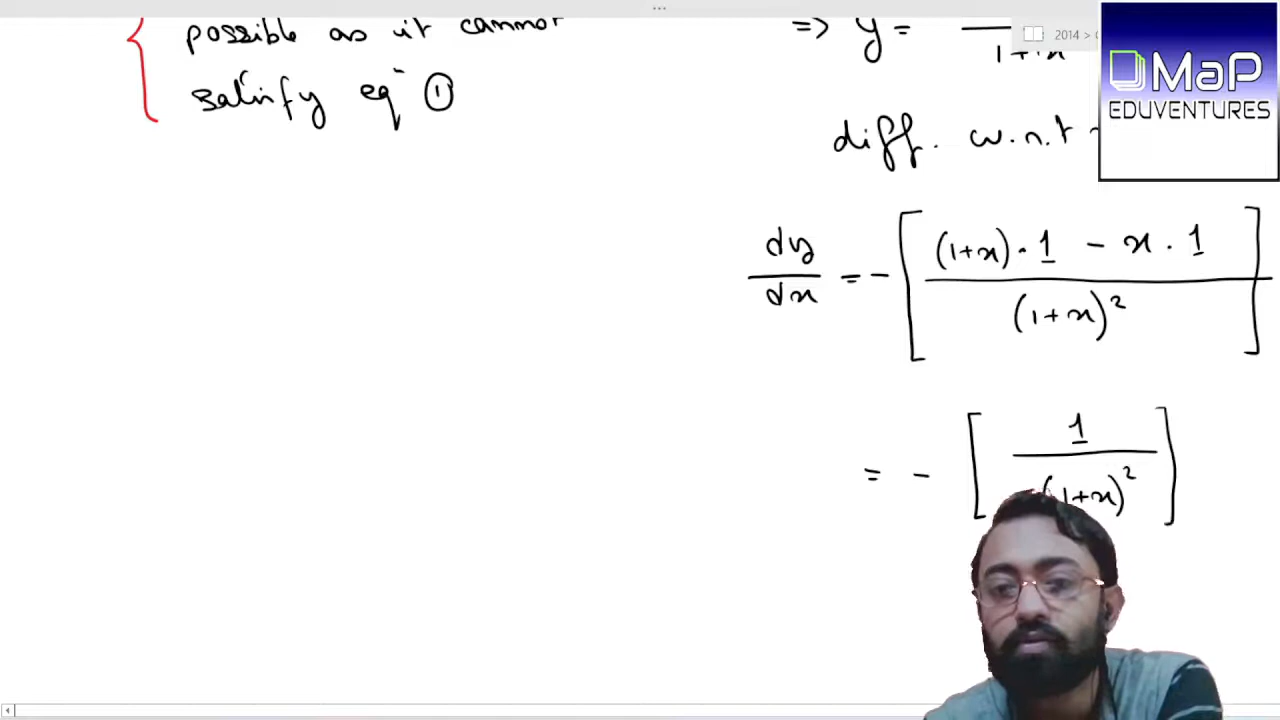 possible as it cannot
satisfy eqⁿ ①
=> y =
1+x
2014 >
MaP
EDUVENTURES
diff. w.r.t
dy/dx = - [ (1+x) · 1 - x · 1 / (1+x)² ]
= - [ 1 / (1+x)² ]